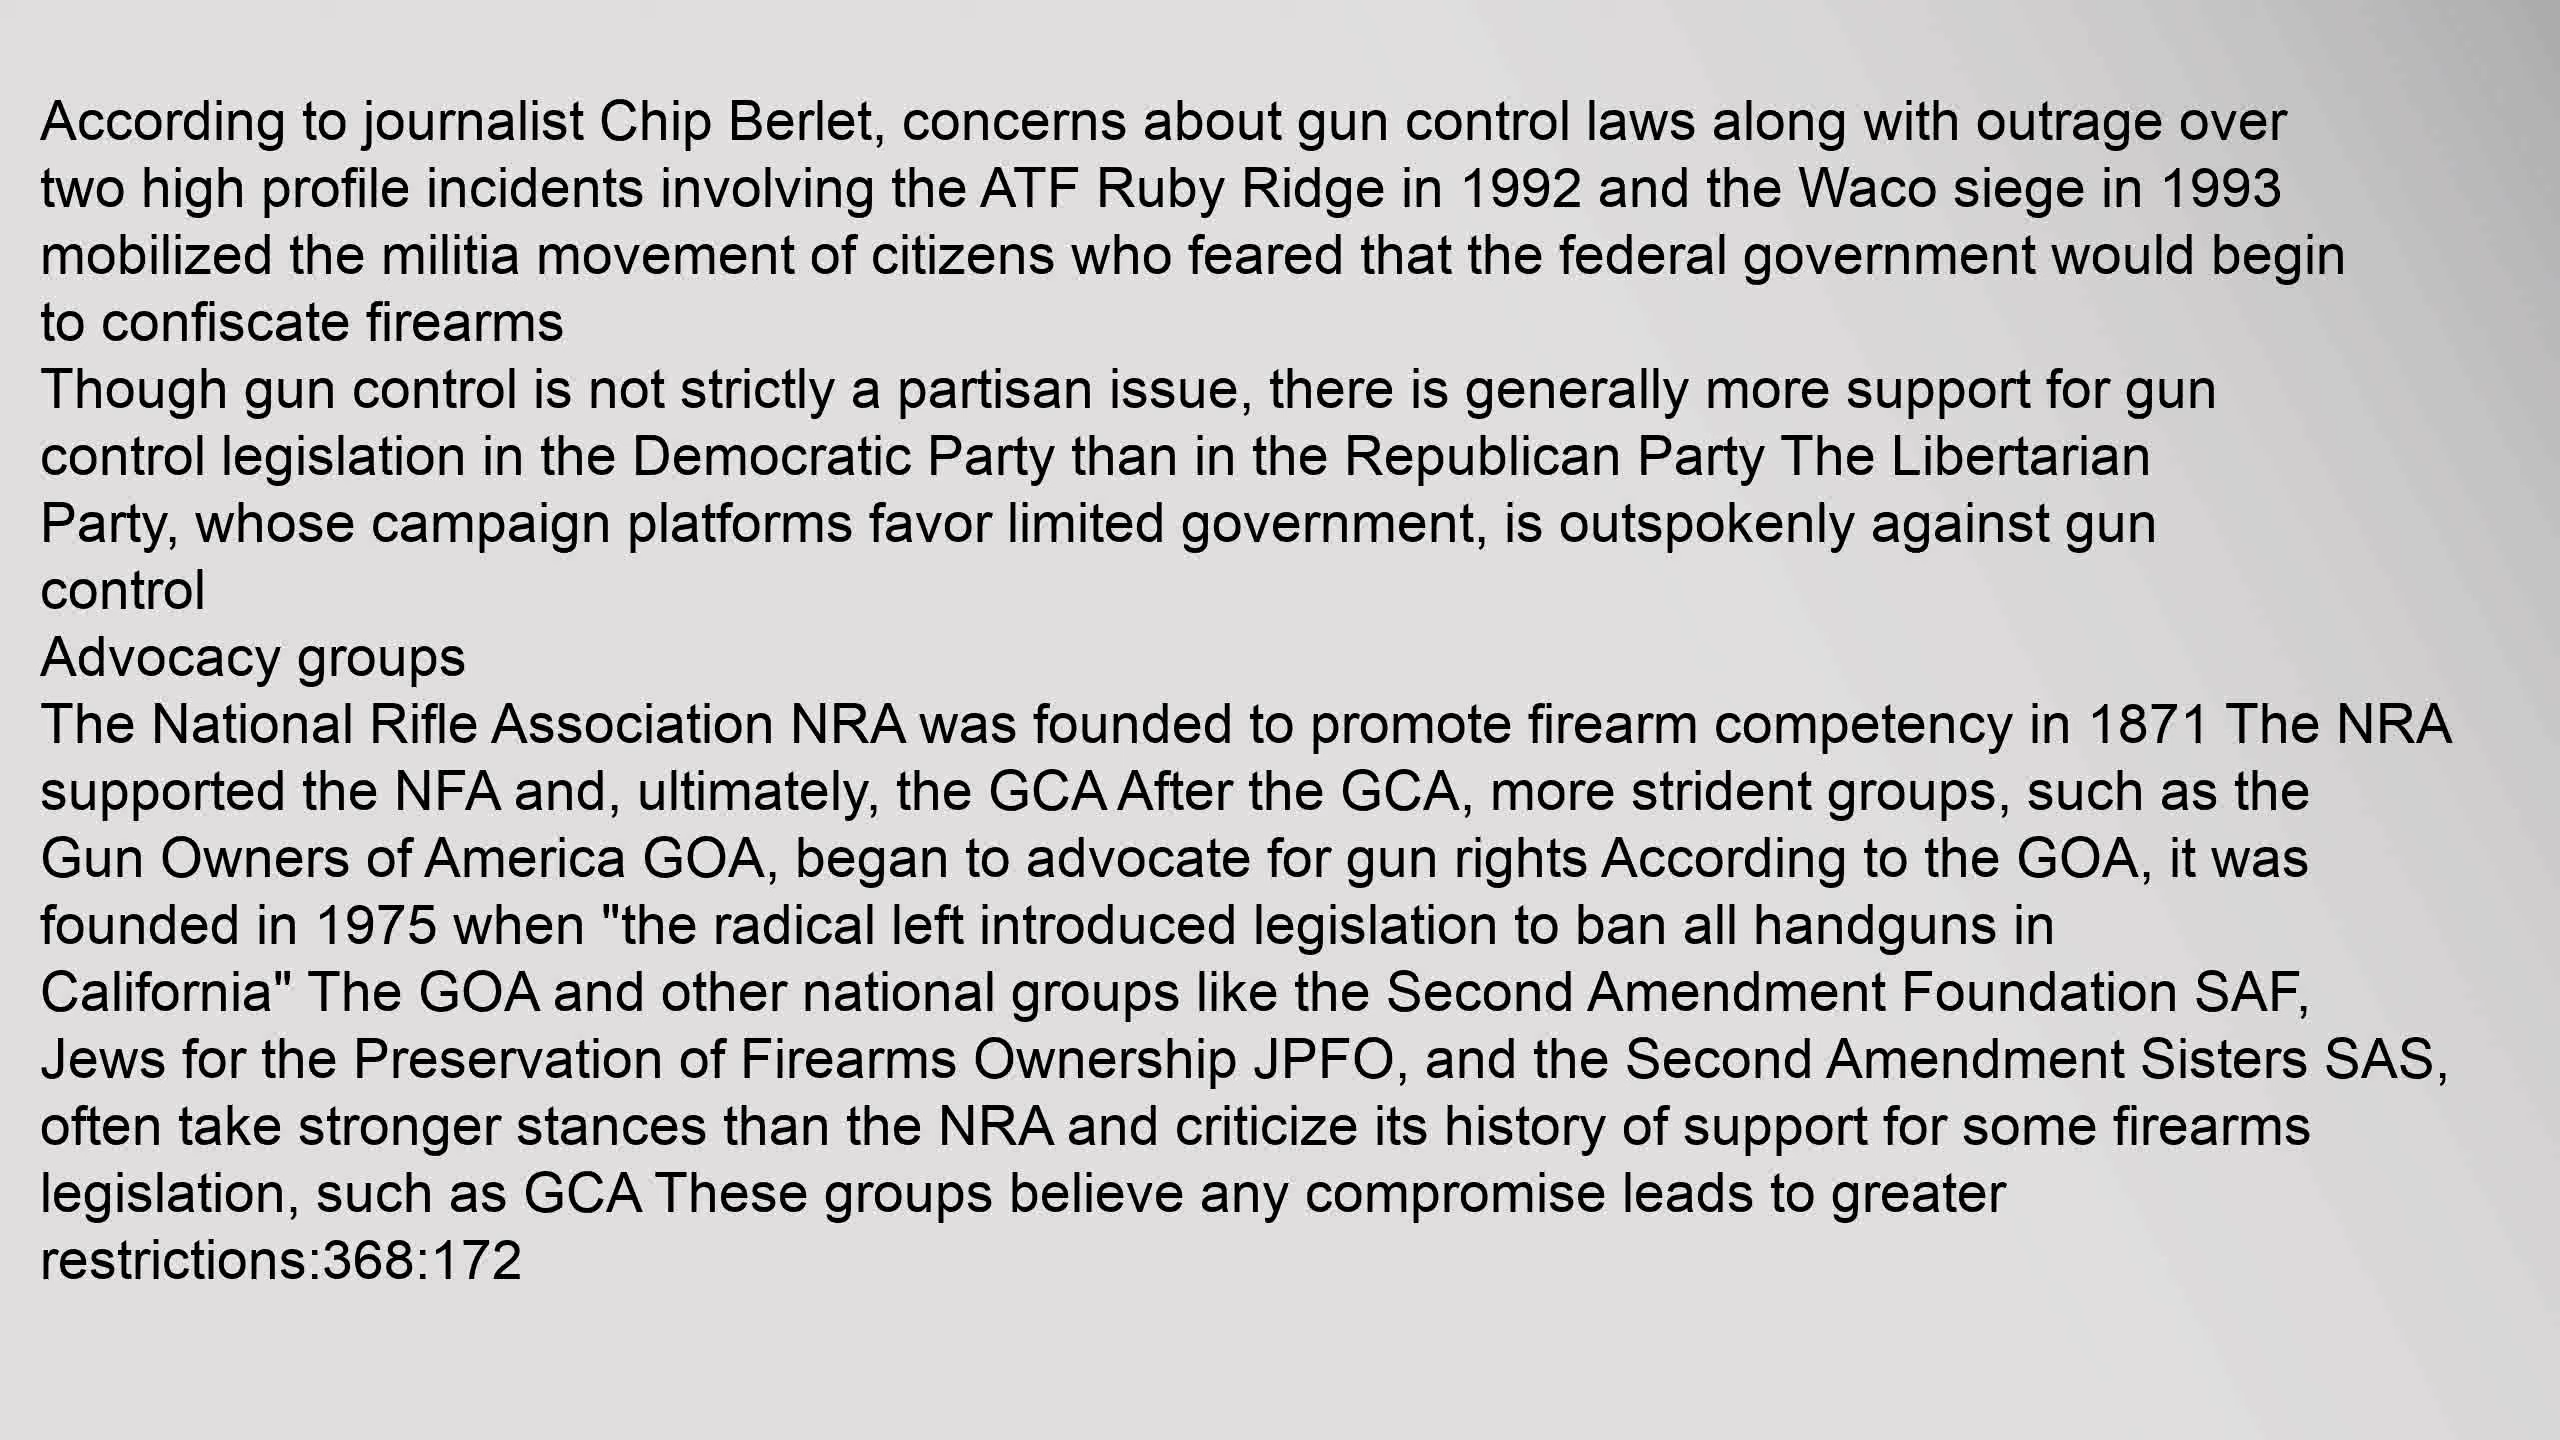 According to journalist Chip Berlet, concerns about gun control laws along with outrage over
two high profile incidents involving the ATF Ruby Ridge in 1992 and the Waco siege in 1993
mobilized the militia movement of citizens who feared that the federal government would begin
to confiscate firearms
Though gun control is not strictly a partisan issue, there is generally more support for gun
control legislation in the Democratic Party than in the Republican Party The Libertarian
Party, whose campaign platforms favor limited government, is outspokenly against gun
control
Advocacy groups
The National Rifle Association NRA was founded to promote firearm competency in 1871 The NRA
supported the NFA and, ultimately, the GCA After the GCA, more strident groups, such as the
Gun Owners of America GOA, began to advocate for gun rights According to the GOA, it was
founded in 1975 when "the radical left introduced legislation to ban all handguns in
California" The GOA and other national groups like the Second Amendment Foundation SAF,
Jews for the Preservation of Firearms Ownership JPFO, and the Second Amendment Sisters SAS,
often take stronger stances than the NRA and criticize its history of support for some firearms
legislation, such as GCA These groups believe any compromise leads to greater
restrictions:368:172